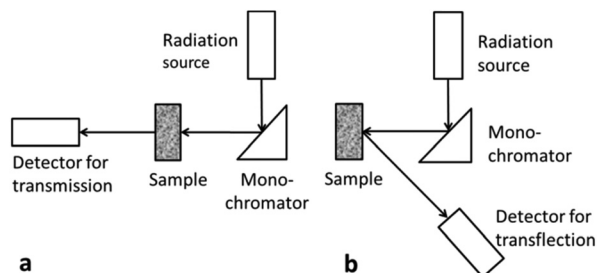 Radiation
source
Detector for
transmission
Sample
Mono-
chromator
a
Radiation
source
Mono-
chromator
Sample
Detector for
transflection
b